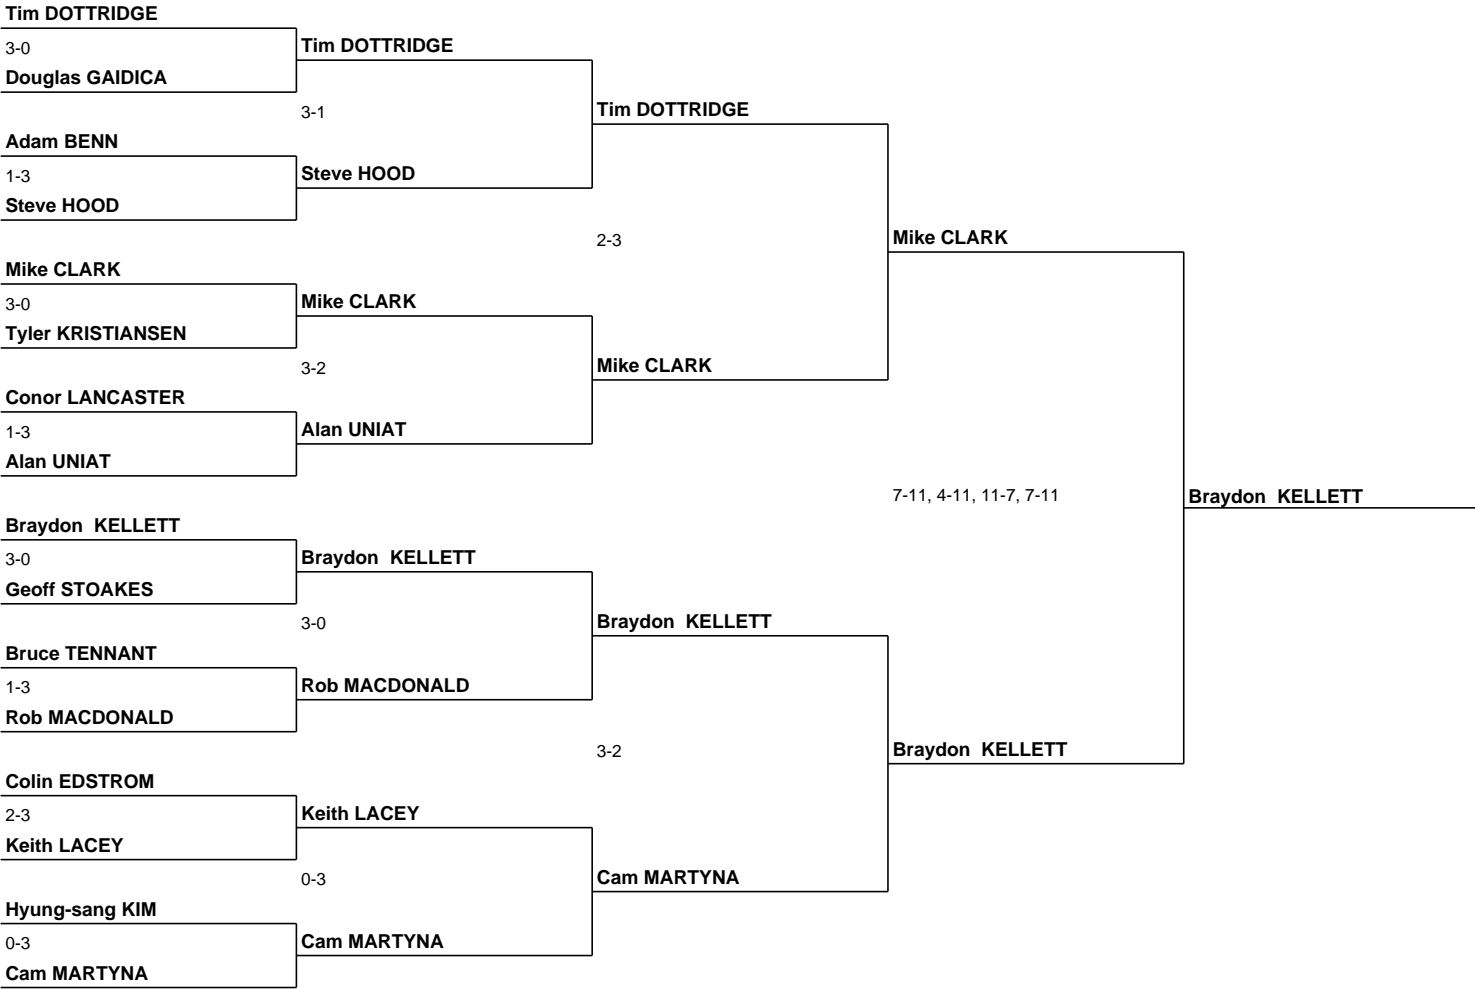 Tim DOTTRIDGE
3-0
Douglas GAIDICA
Adam BENN
1-3
Steve HOOD
Mike CLARK
3-0
Tyler KRISTIANSEN
Conor LANCASTER
1-3
Alan UNIAT
Braydon  KELLETT
3-0
Geoff STOAKES
Bruce TENNANT
1-3
Rob MACDONALD
Colin EDSTROM
2-3
Keith LACEY
Hyung-sang KIM
0-3
Cam MARTYNA
Tim DOTTRIDGE
3-1
Steve HOOD
Mike CLARK
3-2
Alan UNIAT
Braydon  KELLETT
3-0
Rob MACDONALD
Keith LACEY
0-3
Cam MARTYNA
Tim DOTTRIDGE
2-3
Mike CLARK
Braydon  KELLETT
3-2
Cam MARTYNA
Mike CLARK
7-11, 4-11, 11-7, 7-11
Braydon  KELLETT
Braydon  KELLETT